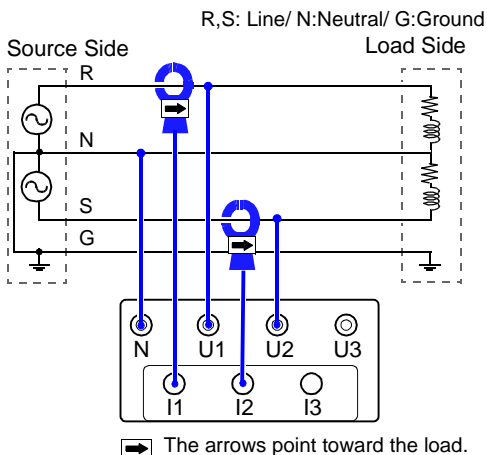 R,S: Line/ N:Neutral/ G:Ground
Source Side
Load Side
R
N
S
G
N
U1
U2
U3
I1
I2
I3
The arrows point toward the load.